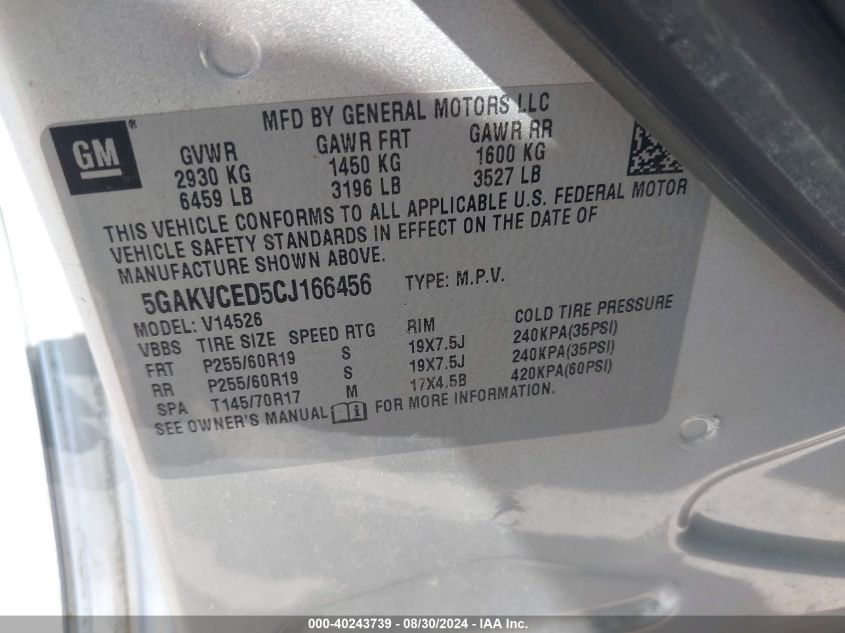 MFD BY GENERAL MOTORS LLC
GM®
GVWR GAWR FRT GAWR RR
2930 KG 1450 KG 1600 KG
6459 LB 3196 LB 3527 LB
THIS VEHICLE CONFORMS TO ALL APPLICABLE U.S. FEDERAL MOTOR
VEHICLE SAFETY STANDARDS IN EFFECT ON THE DATE OF
MANUFACTURE SHOWN ABOVE.
5GAKVCED5CJ166456 TYPE: M.P.V.
MODEL: V14526
VBBS TIRE SIZE SPEED RTG RIM COLD TIRE PRESSURE
FRT P255/60R19 S 19X7.5J 240KPA(35PSI)
RR P255/60R19 S 19X7.5J 240KPA(35PSI)
SPA T145/70R17 M 17X4.5B 420KPA(60PSI)
SEE OWNER'S MANUAL i FOR MORE INFORMATION.
000-40243739 - 08/30/2024 - IAA Inc.